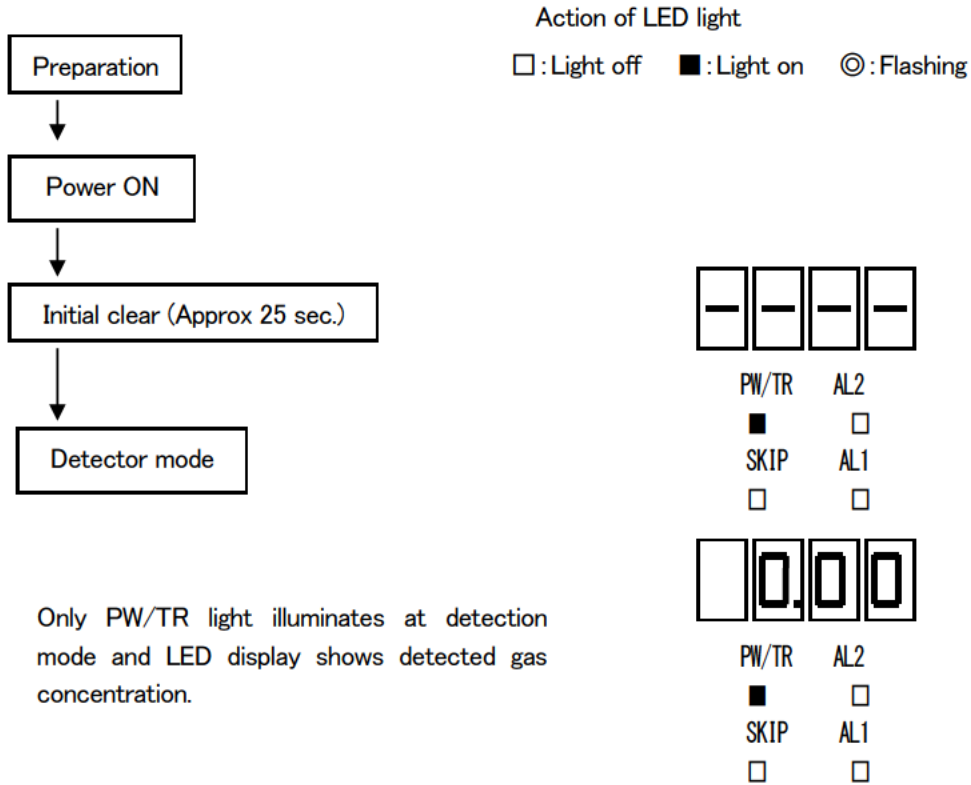 Action of LED light
□:Light off ■:Light on ◎:Flashing
Preparation
Power ON
Initial clear (Approx 25 sec.)
Detector mode
- - - -
PW/TR AL2
■ □
SKIP AL1
□ □
0.00
PW/TR AL2
■ □
SKIP AL1
□ □
Only PW/TR light illuminates at detection
mode and LED display shows detected gas
concentration.